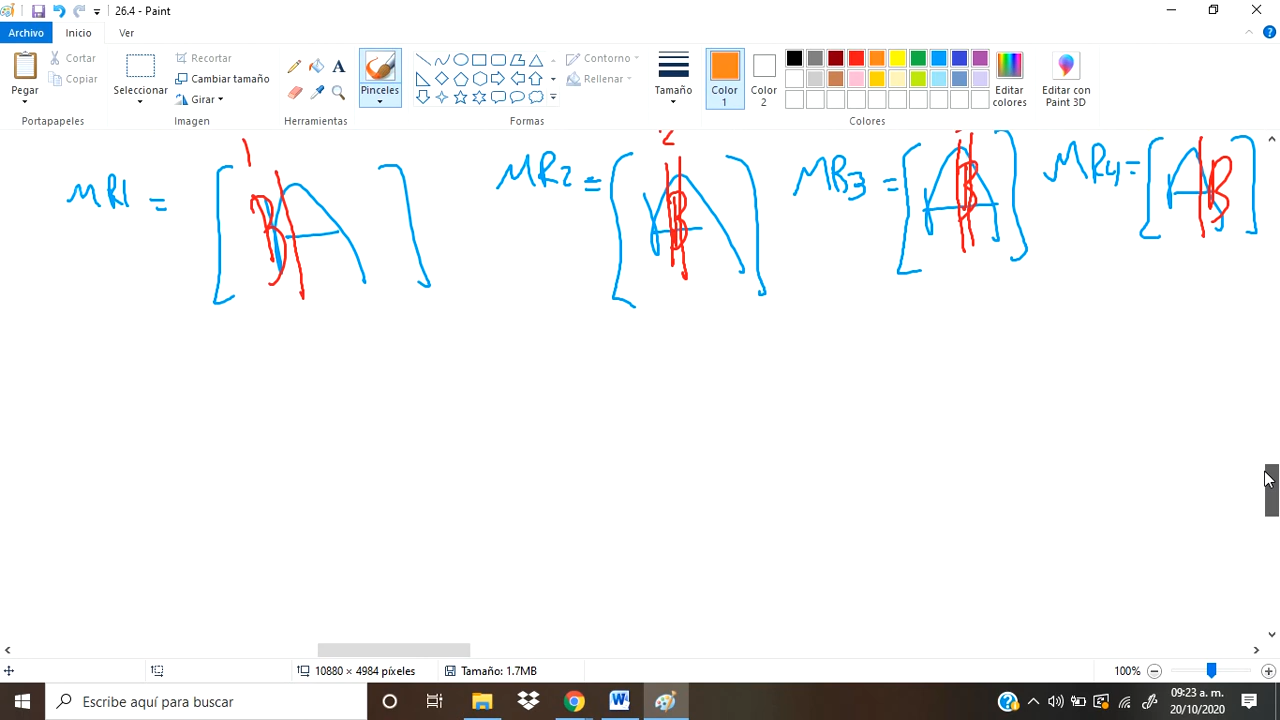 26.4 - Paint
Archivo Inicio Ver
Pegar
Cortar
Copiar
Portapapeles
Seleccionar
Recortar
Cambiar tamaño
Girar
Imagen
A
Herramientas
Pinceles
Contorno
Rellenar
Formas
Tamaño
Color 1
Color 2
Editar colores
Editar con Paint 3D
Colores
1
MR1 = [ B A ]
2
MR2 = [ A B ]
MR3 = [ A B ]
MR4 = [ A B ]
10880 × 4984 píxeles
Tamaño: 1.7MB
100%
Escribe aquí para buscar
09:23 a. m.
20/10/2020